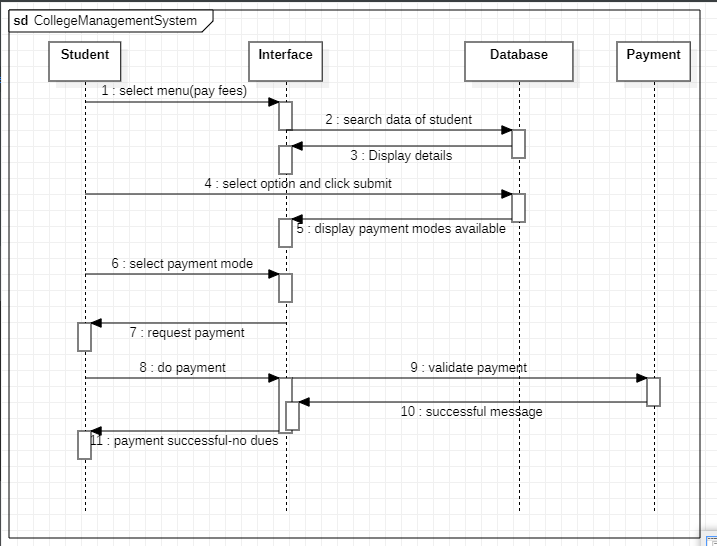 sd CollegeManagementSystem
Student
Interface
Database
Payment
1 : select menu(pay fees)
2 : search data of student
3 : Display details
4 : select option and click submit
5 : display payment modes available
6 : select payment mode
7 : request payment
8 : do payment
9 : validate payment
10 : successful message
11 : payment successful-no dues